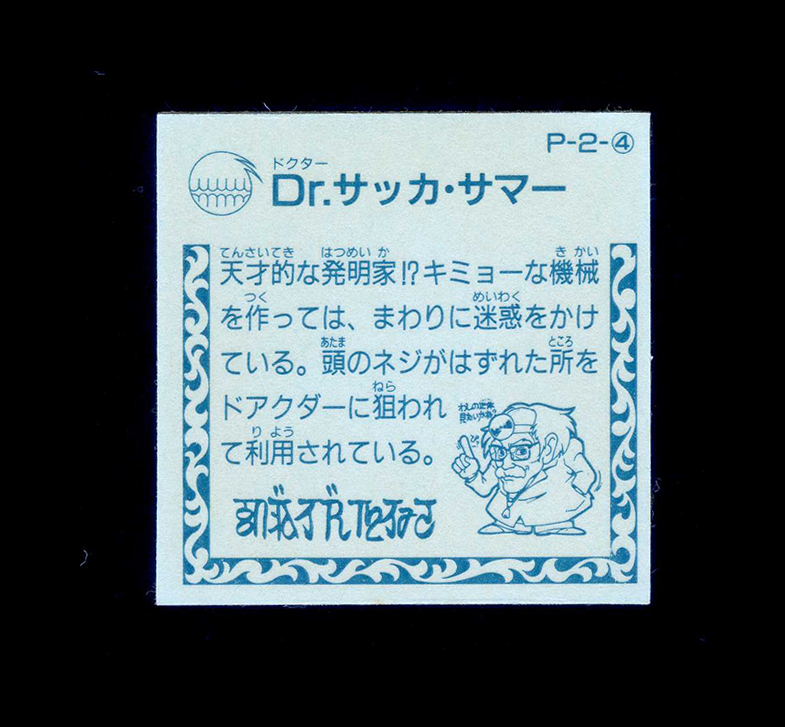 P-2-④
ドクター
Dr.サッカ・サマー
てんさいてき はつめい か き かい
天才的な発明家!?キミョーな機械
つく めいわく
を作っては、まわりに迷惑をかけ
あたま ところ
ている。頭のネジがはずれた所を
ねら
ドアクダーに狙われ
り よう
て利用されている。